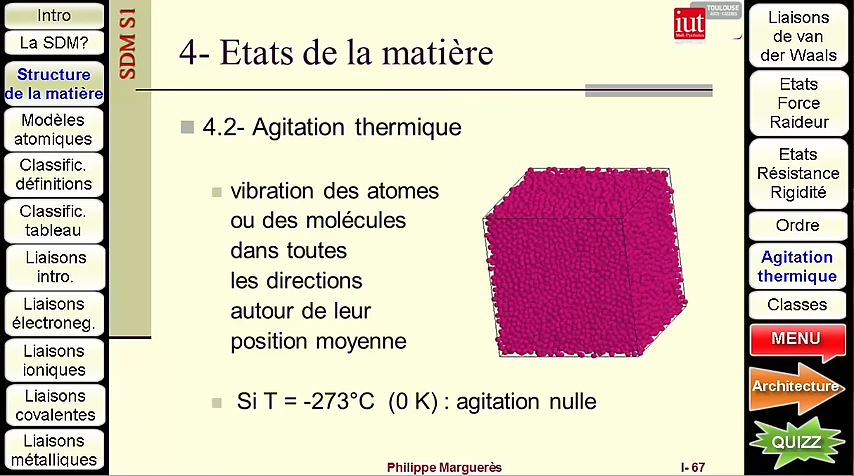 Intro
La SDM?
Structure
de la matière
Modèles
atomiques
Classific.
définitions
Classific.
tableau
Liaisons
intro.
Liaisons
électroneg.
Liaisons
ioniques
Liaisons
covalentes
Liaisons
métalliques
SDM S1
4- Etats de la matière
iut
TOULOUSE
4.2- Agitation thermique
vibration des atomes
ou des molécules
dans toutes
les directions
autour de leur
position moyenne
Si T = -273°C (0 K) : agitation nulle
Philippe Marguerès
I- 67
Liaisons
de van
der Waals
Etats
Force
Raideur
Etats
Résistance
Rigidité
Ordre
Agitation
thermique
Classes
MENU
Architecture
QUIZZ